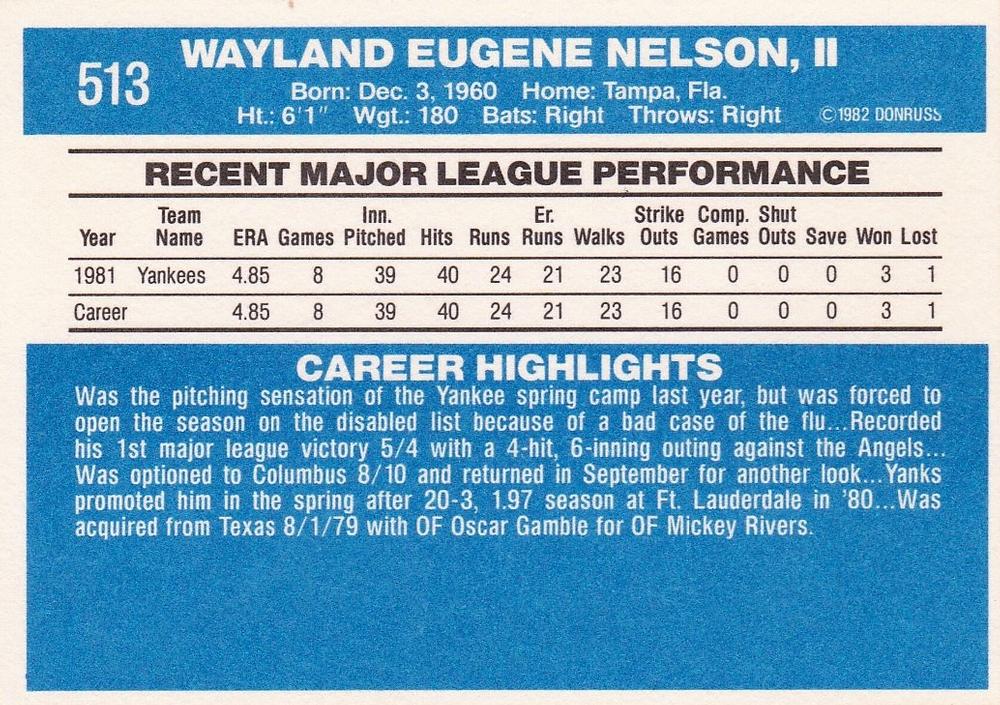 513
WAYLAND EUGENE NELSON, II
Born: Dec. 3, 1960 Home: Tampa, Fla.
Ht.: 6'1" Wgt.: 180 Bats: Right Throws: Right ©1982 DONRUSS
RECENT MAJOR LEAGUE PERFORMANCE
Year Team Name ERA Games Inn. Pitched Hits Runs Er. Runs Walks Strike Outs Comp. Games Shut Outs Save Won Lost
1981 Yankees 4.85 8 39 40 24 21 23 16 0 0 0 3 1
Career 4.85 8 39 40 24 21 23 16 0 0 0 3 1
CAREER HIGHLIGHTS
Was the pitching sensation of the Yankee spring camp last year, but was forced to
open the season on the disabled list because of a bad case of the flu...Recorded
his 1st major league victory 5/4 with a 4-hit, 6-inning outing against the Angels...
Was optioned to Columbus 8/10 and returned in September for another look...Yanks
promoted him in the spring after 20-3, 1.97 season at Ft. Lauderdale in '80...Was
acquired from Texas 8/1/79 with OF Oscar Gamble for OF Mickey Rivers.